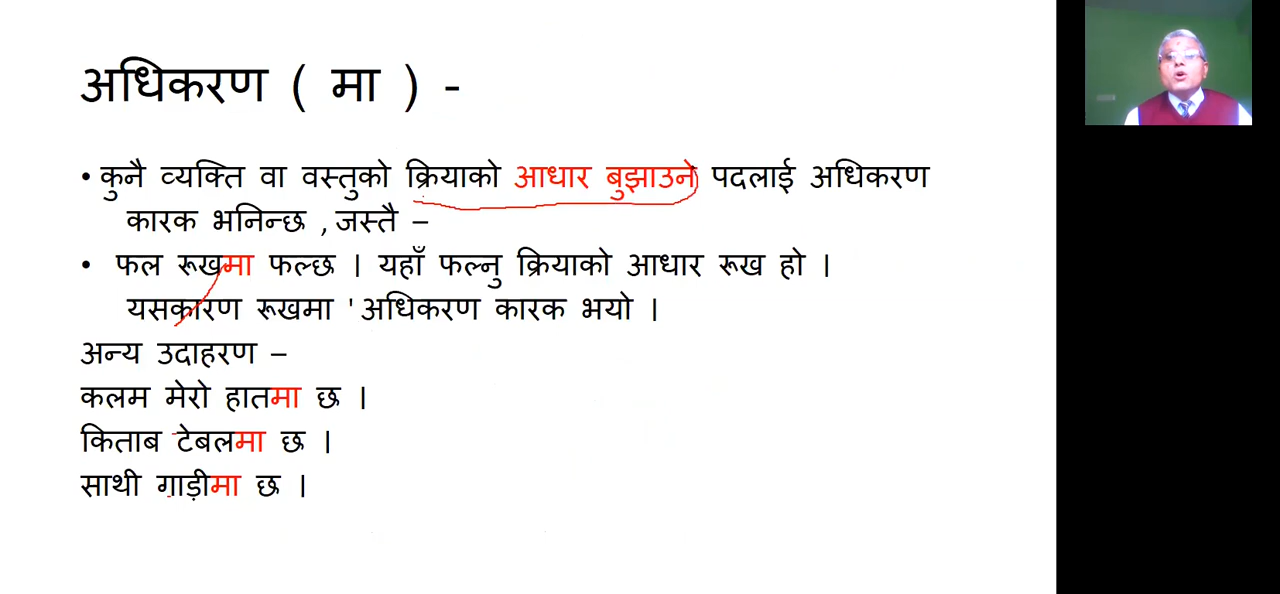 अधिकरण ( मा ) -
• कुनै व्यक्ति वा वस्तुको क्रियाको आधार बुझाउने पदलाई अधिकरण
कारक भनिन्छ , जस्तै –
• फल रूखमा फल्छ । यहाँ फल्नु क्रियाको आधार रूख हो ।
यसकारण रूखमा ' अधिकरण कारक भयो ।
अन्य उदाहरण –
कलम मेरो हातमा छ ।
किताब टेबलमा छ ।
साथी गाड़ीमा छ ।